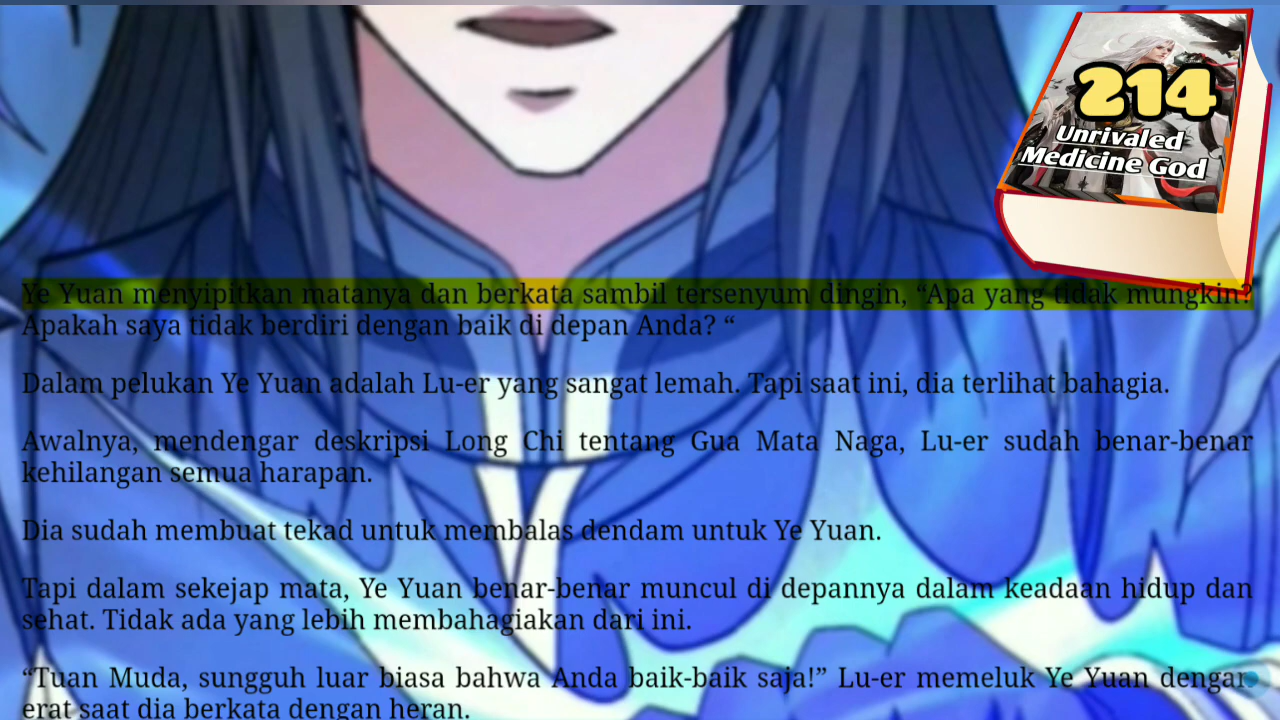 214
Unrivaled
Medicine God
Ye Yuan menyipitkan matanya dan berkata sambil tersenyum dingin, “Apa yang tidak mungkin?
Apakah saya tidak berdiri dengan baik di depan Anda? “
Dalam pelukan Ye Yuan adalah Lu-er yang sangat lemah. Tapi saat ini, dia terlihat bahagia.
Awalnya, mendengar deskripsi Long Chi tentang Gua Mata Naga, Lu-er sudah benar-benar
kehilangan semua harapan.
Dia sudah membuat tekad untuk membalas dendam untuk Ye Yuan.
Tapi dalam sekejap mata, Ye Yuan benar-benar muncul di depannya dalam keadaan hidup dan
sehat. Tidak ada yang lebih membahagiakan dari ini.
“Tuan Muda, sungguh luar biasa bahwa Anda baik-baik saja!” Lu-er memeluk Ye Yuan dengan
erat saat dia berkata dengan heran.